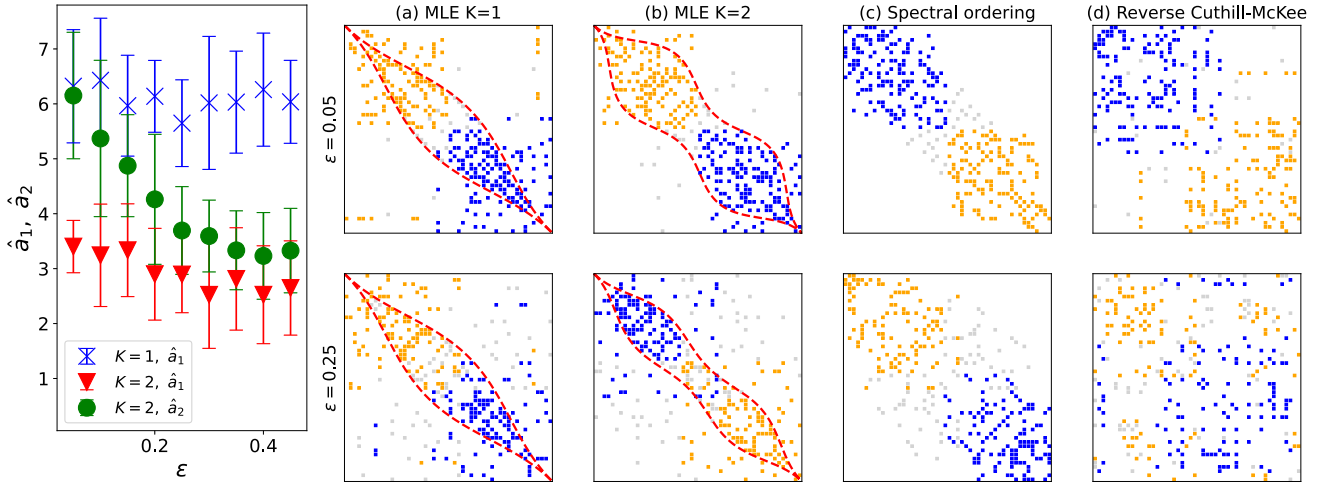 (a) MLE K=1
(b) MLE K=2
(c) Spectral ordering
(d) Reverse Cuthill-McKee
7
6
5
4
3
2
1
â₁, â₂
K = 1, â₁
K = 2, â₁
K = 2, â₂
0.2
0.4
ε
ε = 0.05
ε = 0.25